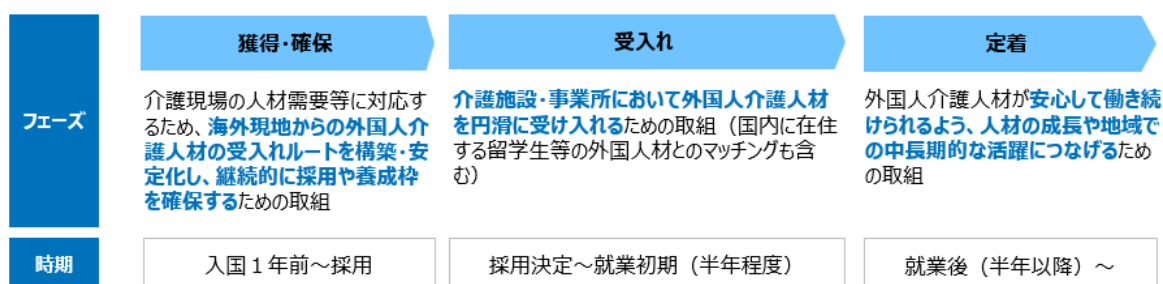 獲得・確保
受入れ
定着
フェーズ
介護現場の人材需要等に対応す
るため、海外現地からの外国人介
護人材の受入れルートを構築・安
定化し、継続的に採用や養成枠
を確保するための取組
介護施設・事業所において外国人介護人材
を円滑に受け入れるための取組（国内に在住
する留学生等の外国人材とのマッチングも含
む）
外国人介護人材が安心して働き続
けられるよう、人材の成長や地域で
の中長期的な活躍につなげるため
の取組
時期
入国１年前～採用
採用決定～就業初期（半年程度）
就業後（半年以降）～